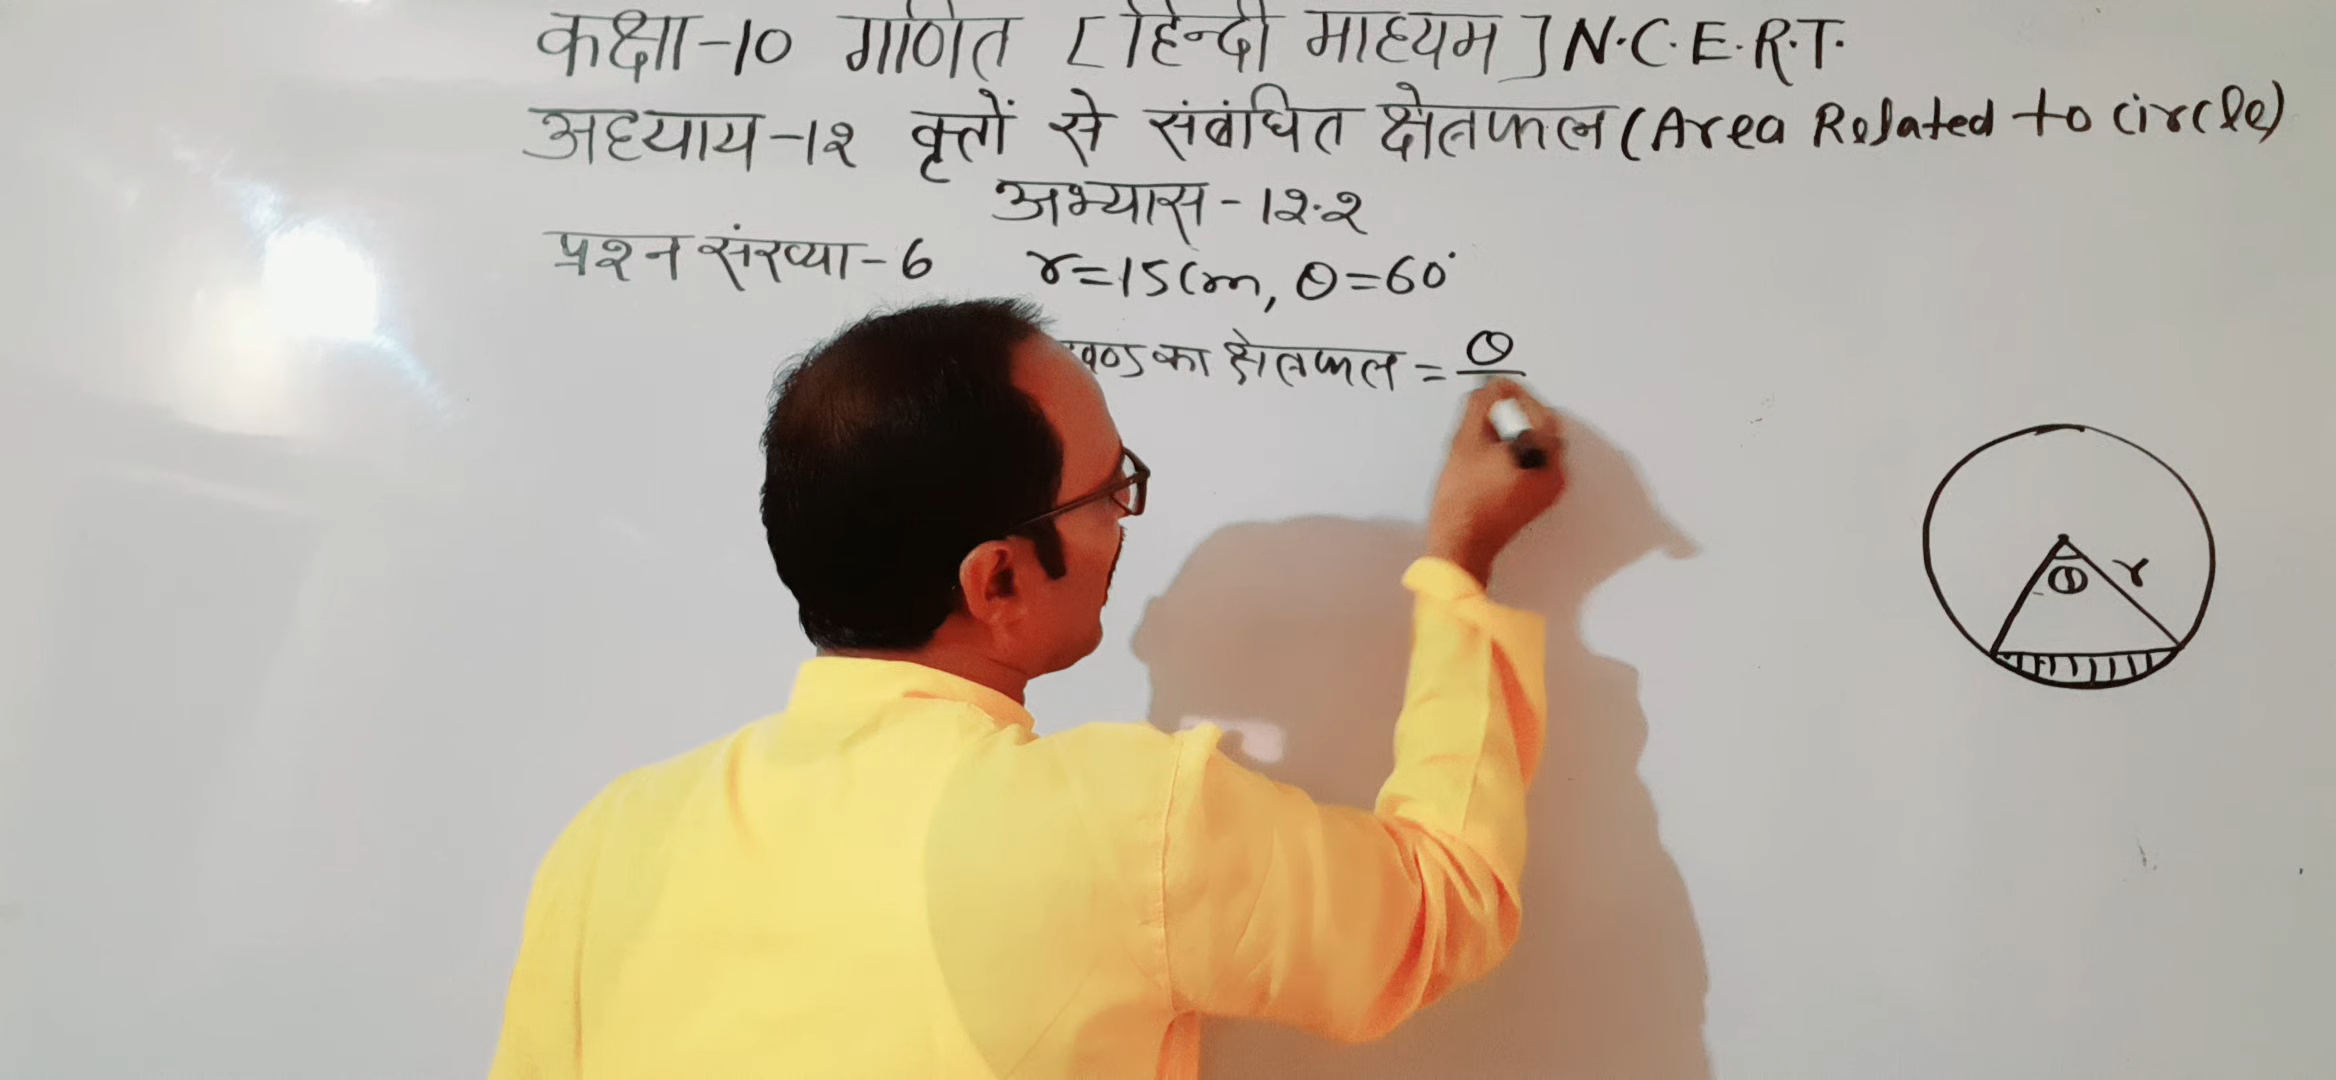 कक्षा-10 गणित [हिन्दी माध्यम] N.C.E.R.T.
अध्याय-12 वृत्तों से संबंधित क्षेत्रफल (Area Related to circle)
अभ्यास-12.2
प्रश्न संख्या-6 r=15cm, θ=60°
का क्षेत्रफल = θ
θ r